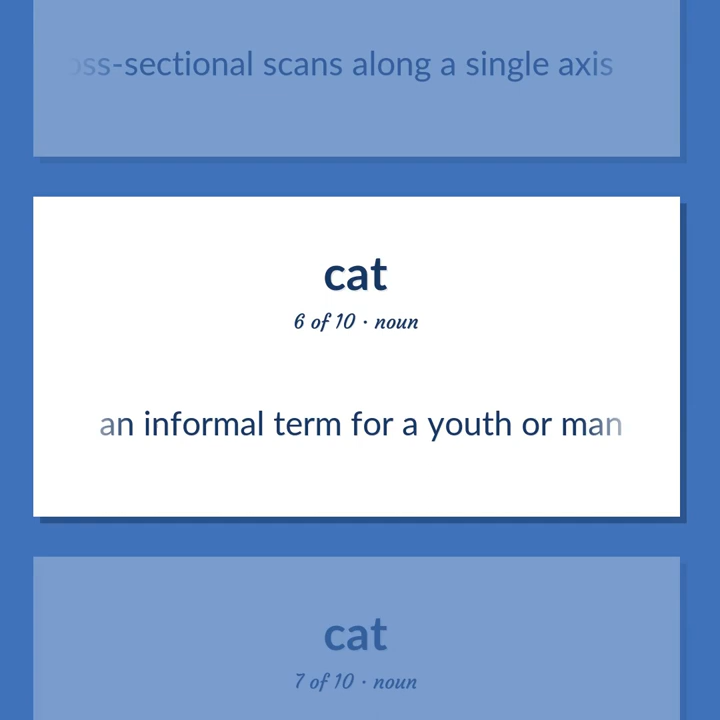 -sectional scans along a single axis
cat
6 of 10 · noun
an informal term for a youth or man
cat
7 of 10 · noun